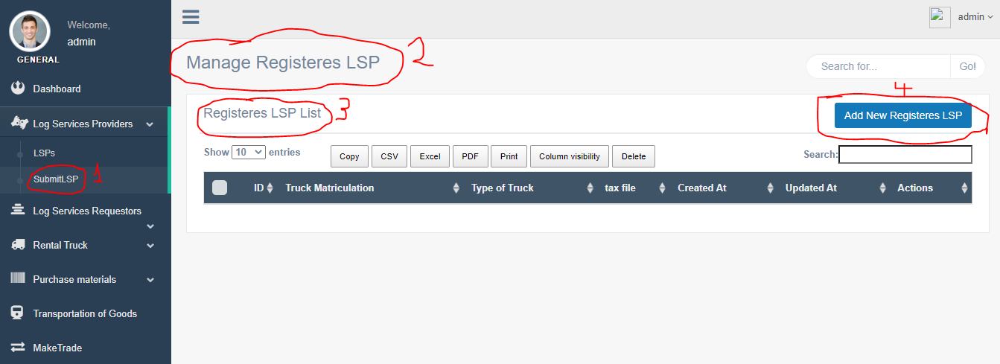 Welcome,
admin
GENERAL
Dashboard
Log Services Providers
LSPs
SubmitLSP 1
Log Services Requestors
Rental Truck
Purchase materials
Transportation of Goods
MakeTrade
admin
Manage Registeres LSP 2
Search for... Go!
Registeres LSP List 3
4
Add New Registeres LSP
Show 10 entries Copy CSV Excel PDF Print Column visibility Delete Search:
ID Truck Matriculation Type of Truck tax file Created At Updated At Actions